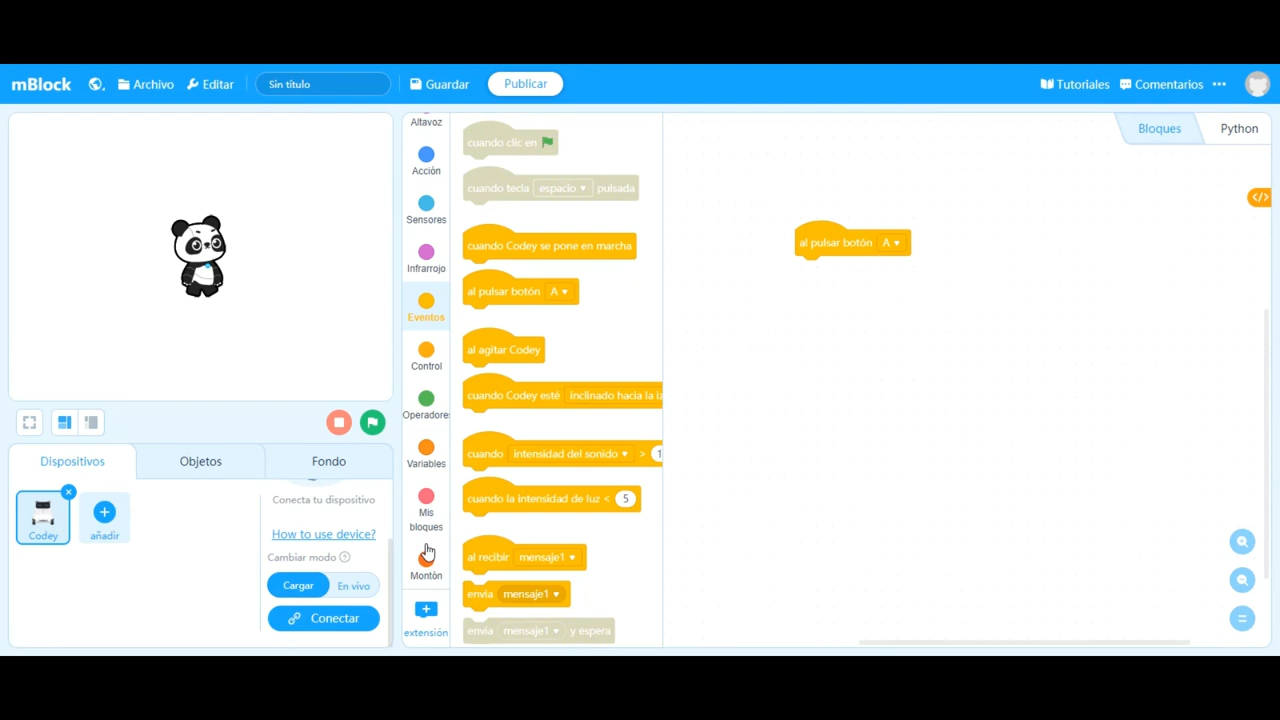 mBlock
Archivo
Editar
Sin título
Guardar
Publicar
Tutoriales
Comentarios
Altavoz
Acción
Sensores
Infrarrojo
Eventos
Control
Operadores
Variables
Mis
bloques
Montón
extensión
cuando clic en
cuando tecla espacio pulsada
cuando Codey se pone en marcha
al pulsar botón A
al agitar Codey
cuando Codey esté inclinado hacia la iz
cuando intensidad del sonido > 1
cuando la intensidad de luz < 5
al recibir mensaje1
envía mensaje1
envía mensaje1 y espera
Bloques
Python
</>
al pulsar botón A
Dispositivos
Objetos
Fondo
Codey
añadir
Conecta tu dispositivo
How to use device?
Cambiar modo ?
Cargar
En vivo
Conectar